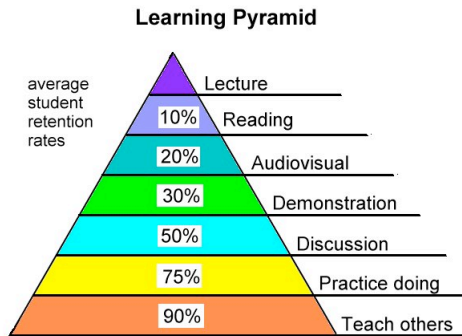 Learning Pyramid
average
student
retention
rates
Lecture
10% Reading
20% Audiovisual
30% Demonstration
50% Discussion
75% Practice doing
90% Teach others